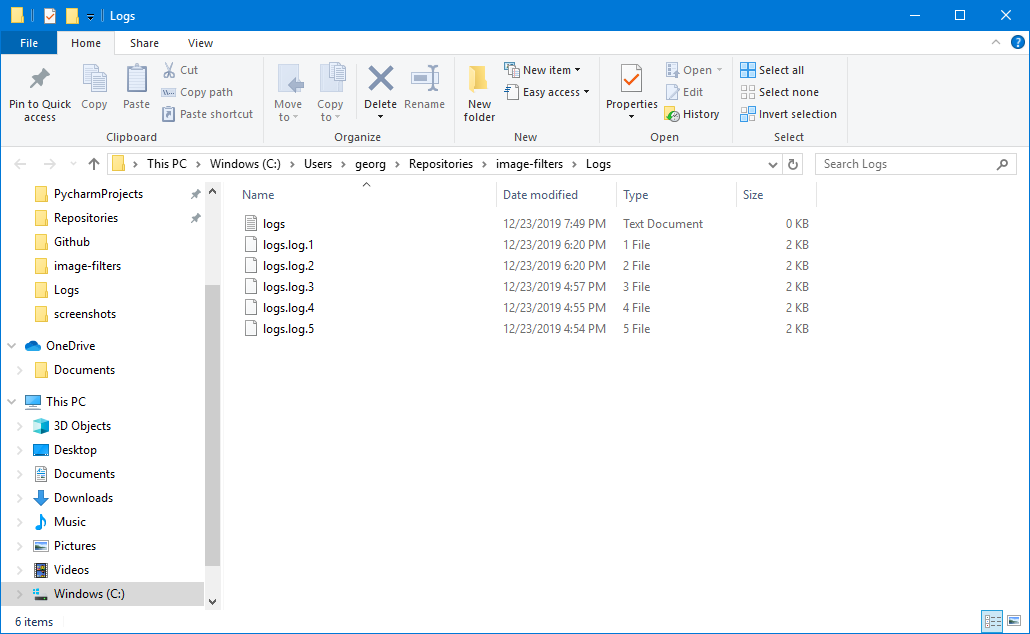 Logs
File Home Share View
Pin to Quick access
Copy
Paste
Cut
Copy path
Paste shortcut
Clipboard
Move to
Copy to
Delete
Rename
Organize
New folder
New item
Easy access
New
Properties
Open
Edit
History
Open
Select all
Select none
Invert selection
Select
This PC > Windows (C:) > Users > georg > Repositories > image-filters > Logs
Search Logs
PycharmProjects
Repositories
Github
image-filters
Logs
screenshots
OneDrive
Documents
This PC
3D Objects
Desktop
Documents
Downloads
Music
Pictures
Videos
Windows (C:)
Name Date modified Type Size
logs 12/23/2019 7:49 PM Text Document 0 KB
logs.log.1 12/23/2019 6:20 PM 1 File 2 KB
logs.log.2 12/23/2019 6:20 PM 2 File 2 KB
logs.log.3 12/23/2019 4:57 PM 3 File 2 KB
logs.log.4 12/23/2019 4:55 PM 4 File 2 KB
logs.log.5 12/23/2019 4:54 PM 5 File 2 KB
6 items